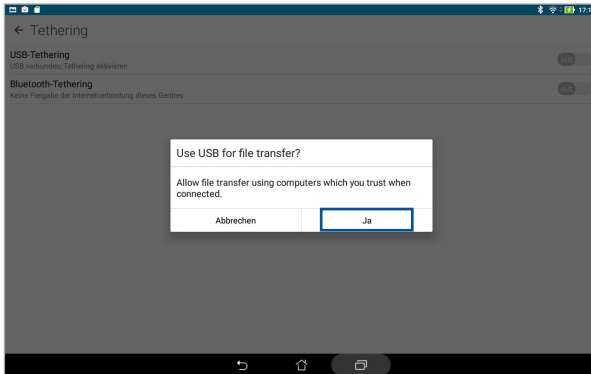 17:1
Tethering
USB-Tethering
USB verbunden; Tethering aktivieren
AUS
Bluetooth-Tethering
Keine Freigabe der Internetverbindung dieses Gerätes
AUS
Use USB for file transfer?
Allow file transfer using computers which you trust when
connected.
Abbrechen
Ja